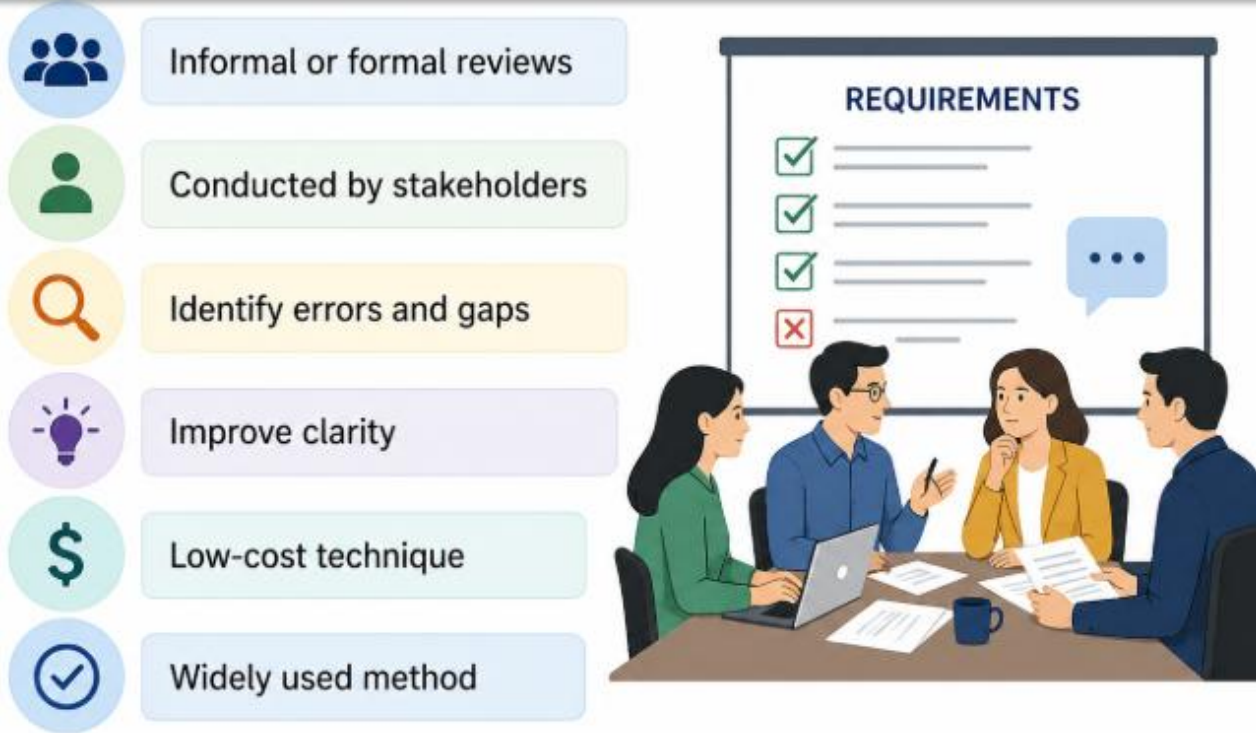 Informal or formal reviews
Conducted by stakeholders
Identify errors and gaps
Improve clarity
Low-cost technique
Widely used method
REQUIREMENTS